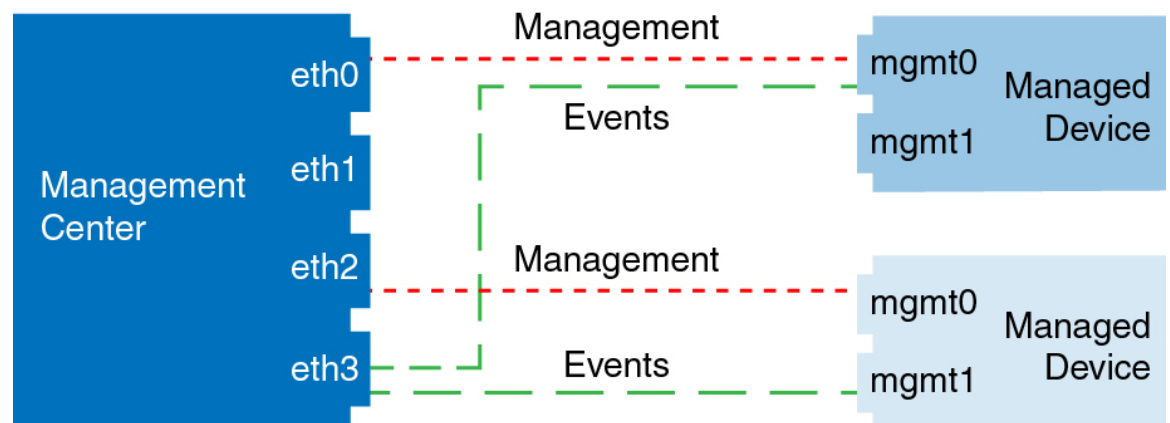 Management
Center
eth0
eth1
eth2
eth3
Management
Events
Management
Events
mgmt0
mgmt1
Managed
Device
mgmt0
mgmt1
Managed
Device